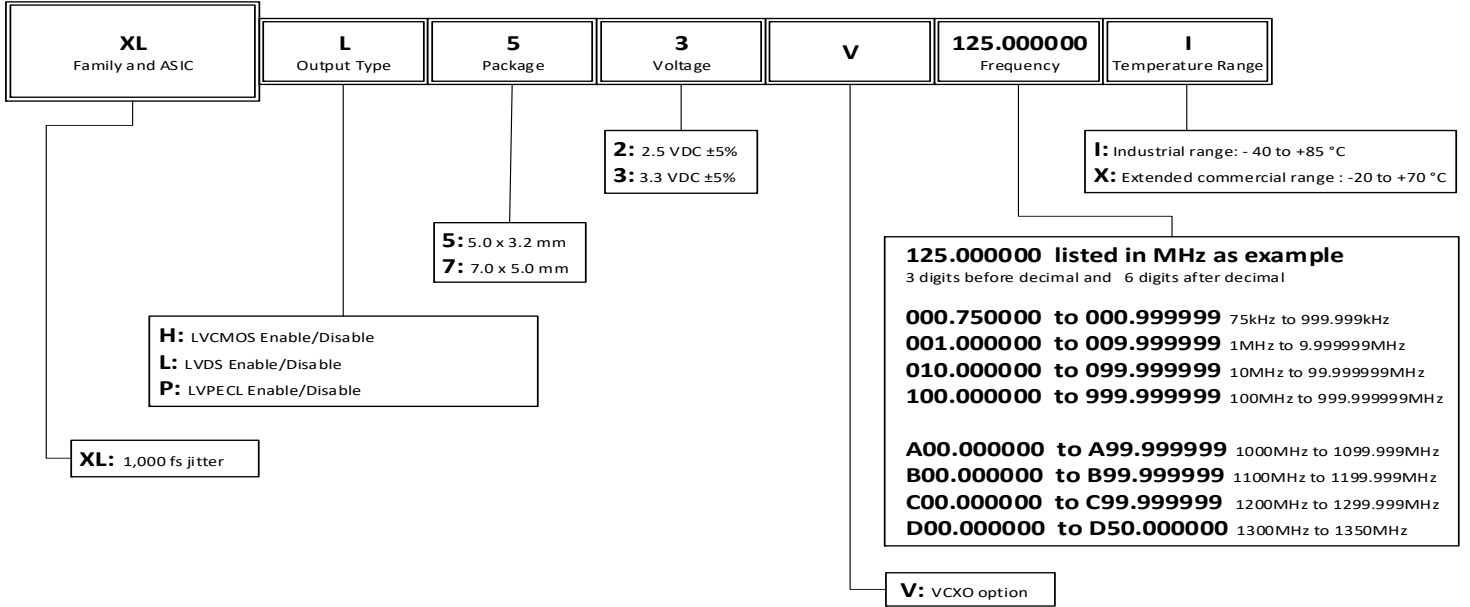 XL
Family and ASIC
L
Output Type
5
Package
3
Voltage
V
125.000000
Frequency
I
Temperature Range
2: 2.5 VDC ±5%
3: 3.3 VDC ±5%
I: Industrial range: - 40 to +85 °C
X: Extended commercial range : -20 to +70 °C
5: 5.0 x 3.2 mm
7: 7.0 x 5.0 mm
125.000000 listed in MHz as example
3 digits before decimal and 6 digits after decimal
000.750000 to 000.999999 75kHz to 999.999kHz
001.000000 to 009.999999 1MHz to 9.999999MHz
010.000000 to 099.999999 10MHz to 99.999999MHz
100.000000 to 999.999999 100MHz to 999.999999MHz
A00.000000 to A99.999999 1000MHz to 1099.999MHz
B00.000000 to B99.999999 1100MHz to 1199.999MHz
C00.000000 to C99.999999 1200MHz to 1299.999MHz
D00.000000 to D50.000000 1300MHz to 1350MHz
H: LVCMOS Enable/Disable
L: LVDS Enable/Disable
P: LVPECL Enable/Disable
XL: 1,000 fs jitter
V: VCXO option